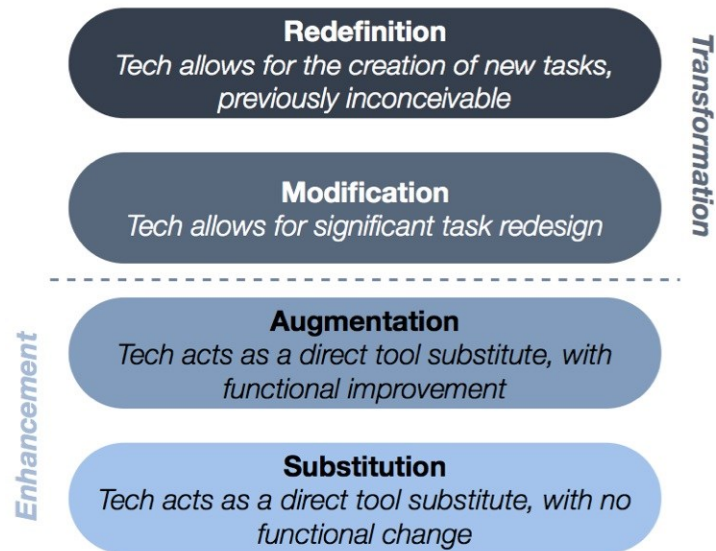 Redefinition
Tech allows for the creation of new tasks,
previously inconceivable
Transformation
Modification
Tech allows for significant task redesign
Augmentation
Tech acts as a direct tool substitute, with
functional improvement
Enhancement
Substitution
Tech acts as a direct tool substitute, with no
functional change